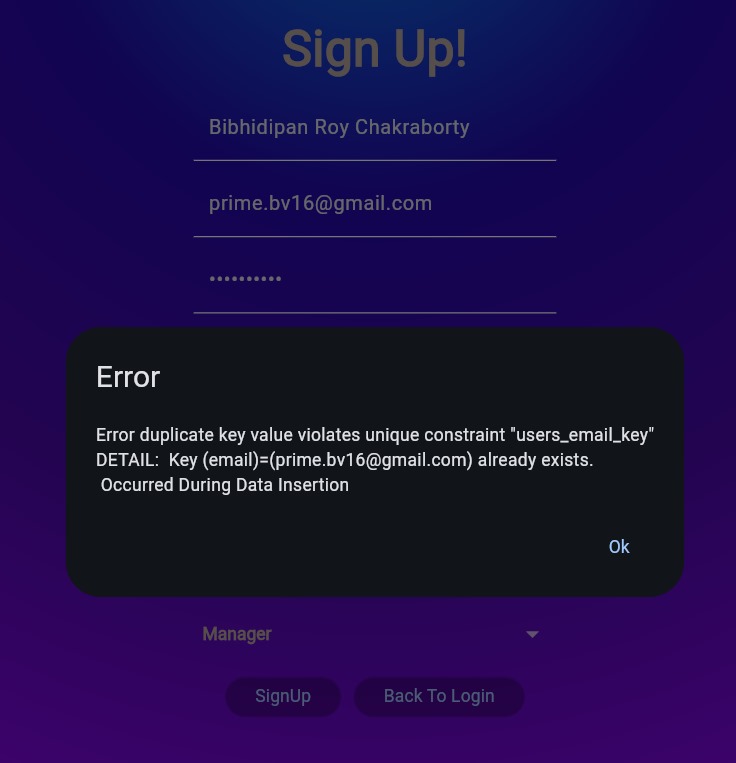 Sign Up!
Bibhidipan Roy Chakraborty
prime.bv16@gmail.com
••••••••••
Error
Error duplicate key value violates unique constraint "users_email_key"
DETAIL:  Key (email)=(prime.bv16@gmail.com) already exists.
Occurred During Data Insertion
Ok
Manager
SignUp
Back To Login